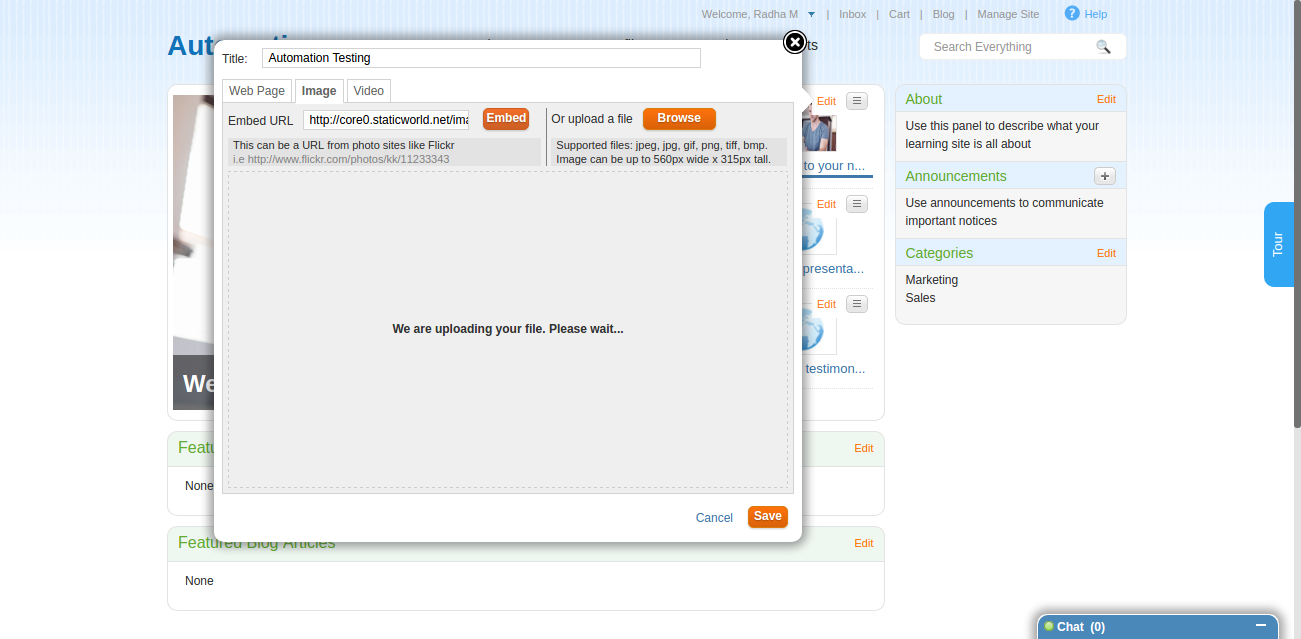 Welcome, Radha M | Inbox | Cart | Blog | Manage Site ? Help
Search Everything
Title: Automation Testing
Web Page Image Video
Embed URL http://core0.staticworld.net/ima Embed Or upload a file Browse
This can be a URL from photo sites like Flickr
i.e http://www.flickr.com/photos/kk/11233343
Supported files: jpeg, jpg, gif, png, tiff, bmp.
Image can be up to 560px wide x 315px tall.
We are uploading your file. Please wait...
Cancel Save
Edit
to your n...
Edit
presenta...
Edit
testimon...
We
About Edit
Use this panel to describe what your
learning site is all about
Announcements +
Use announcements to communicate
important notices
Categories Edit
Marketing
Sales
Tour
Edit
None
Featured Blog Articles Edit
None
Chat (0)